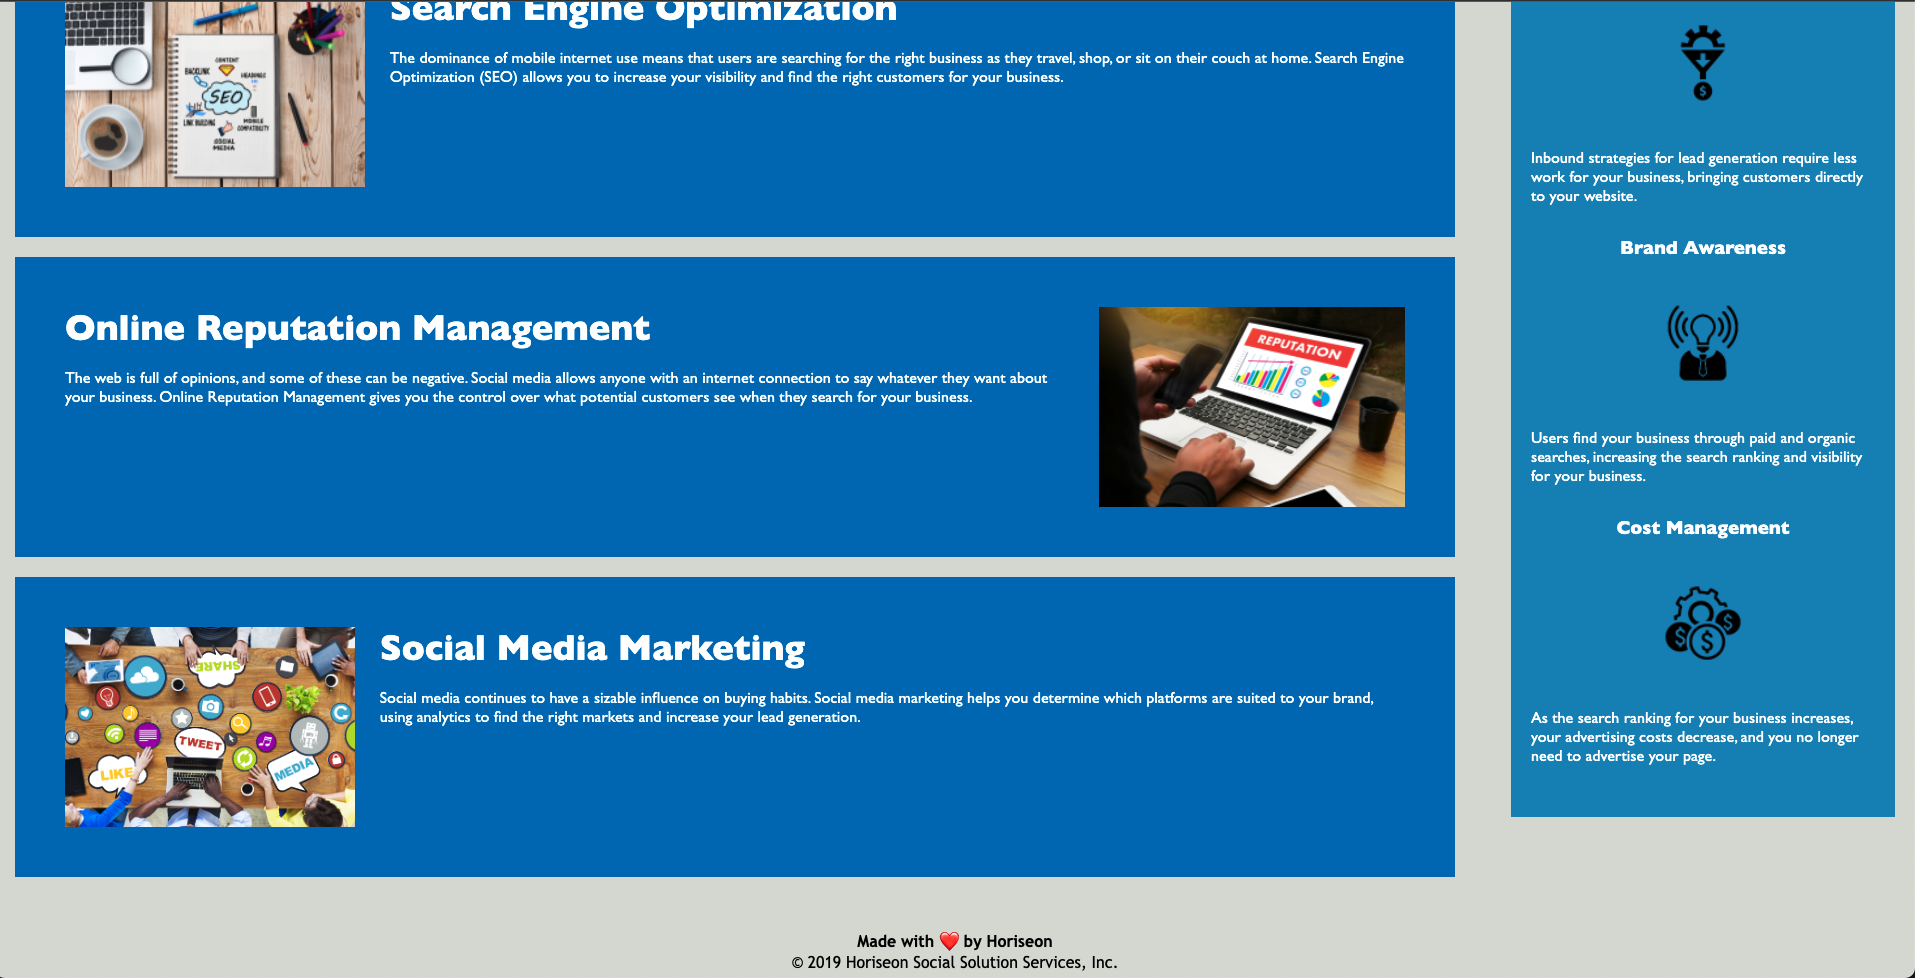 Search Engine Optimization
The dominance of mobile internet use means that users are searching for the right business as they travel, shop, or sit on their couch at home. Search Engine
Optimization (SEO) allows you to increase your visibility and find the right customers for your business.
CONTENT
BACKLINK
HEADINGS
SEO
LINK BUILDING
MOBILE
COMPATIBILITY
SOCIAL
MEDIA
Online Reputation Management
The web is full of opinions, and some of these can be negative. Social media allows anyone with an internet connection to say whatever they want about
your business. Online Reputation Management gives you the control over what potential customers see when they search for your business.
REPUTATION
Social Media Marketing
Social media continues to have a sizable influence on buying habits. Social media marketing helps you determine which platforms are suited to your brand,
using analytics to find the right markets and increase your lead generation.
SHARE
TWEET
LIKE
MEDIA
$
Inbound strategies for lead generation require less
work for your business, bringing customers directly
to your website.
Brand Awareness
Users find your business through paid and organic
searches, increasing the search ranking and visibility
for your business.
Cost Management
$ $ $
As the search ranking for your business increases,
your advertising costs decrease, and you no longer
need to advertise your page.
Made with ❤️ by Horiseon
© 2019 Horiseon Social Solution Services, Inc.